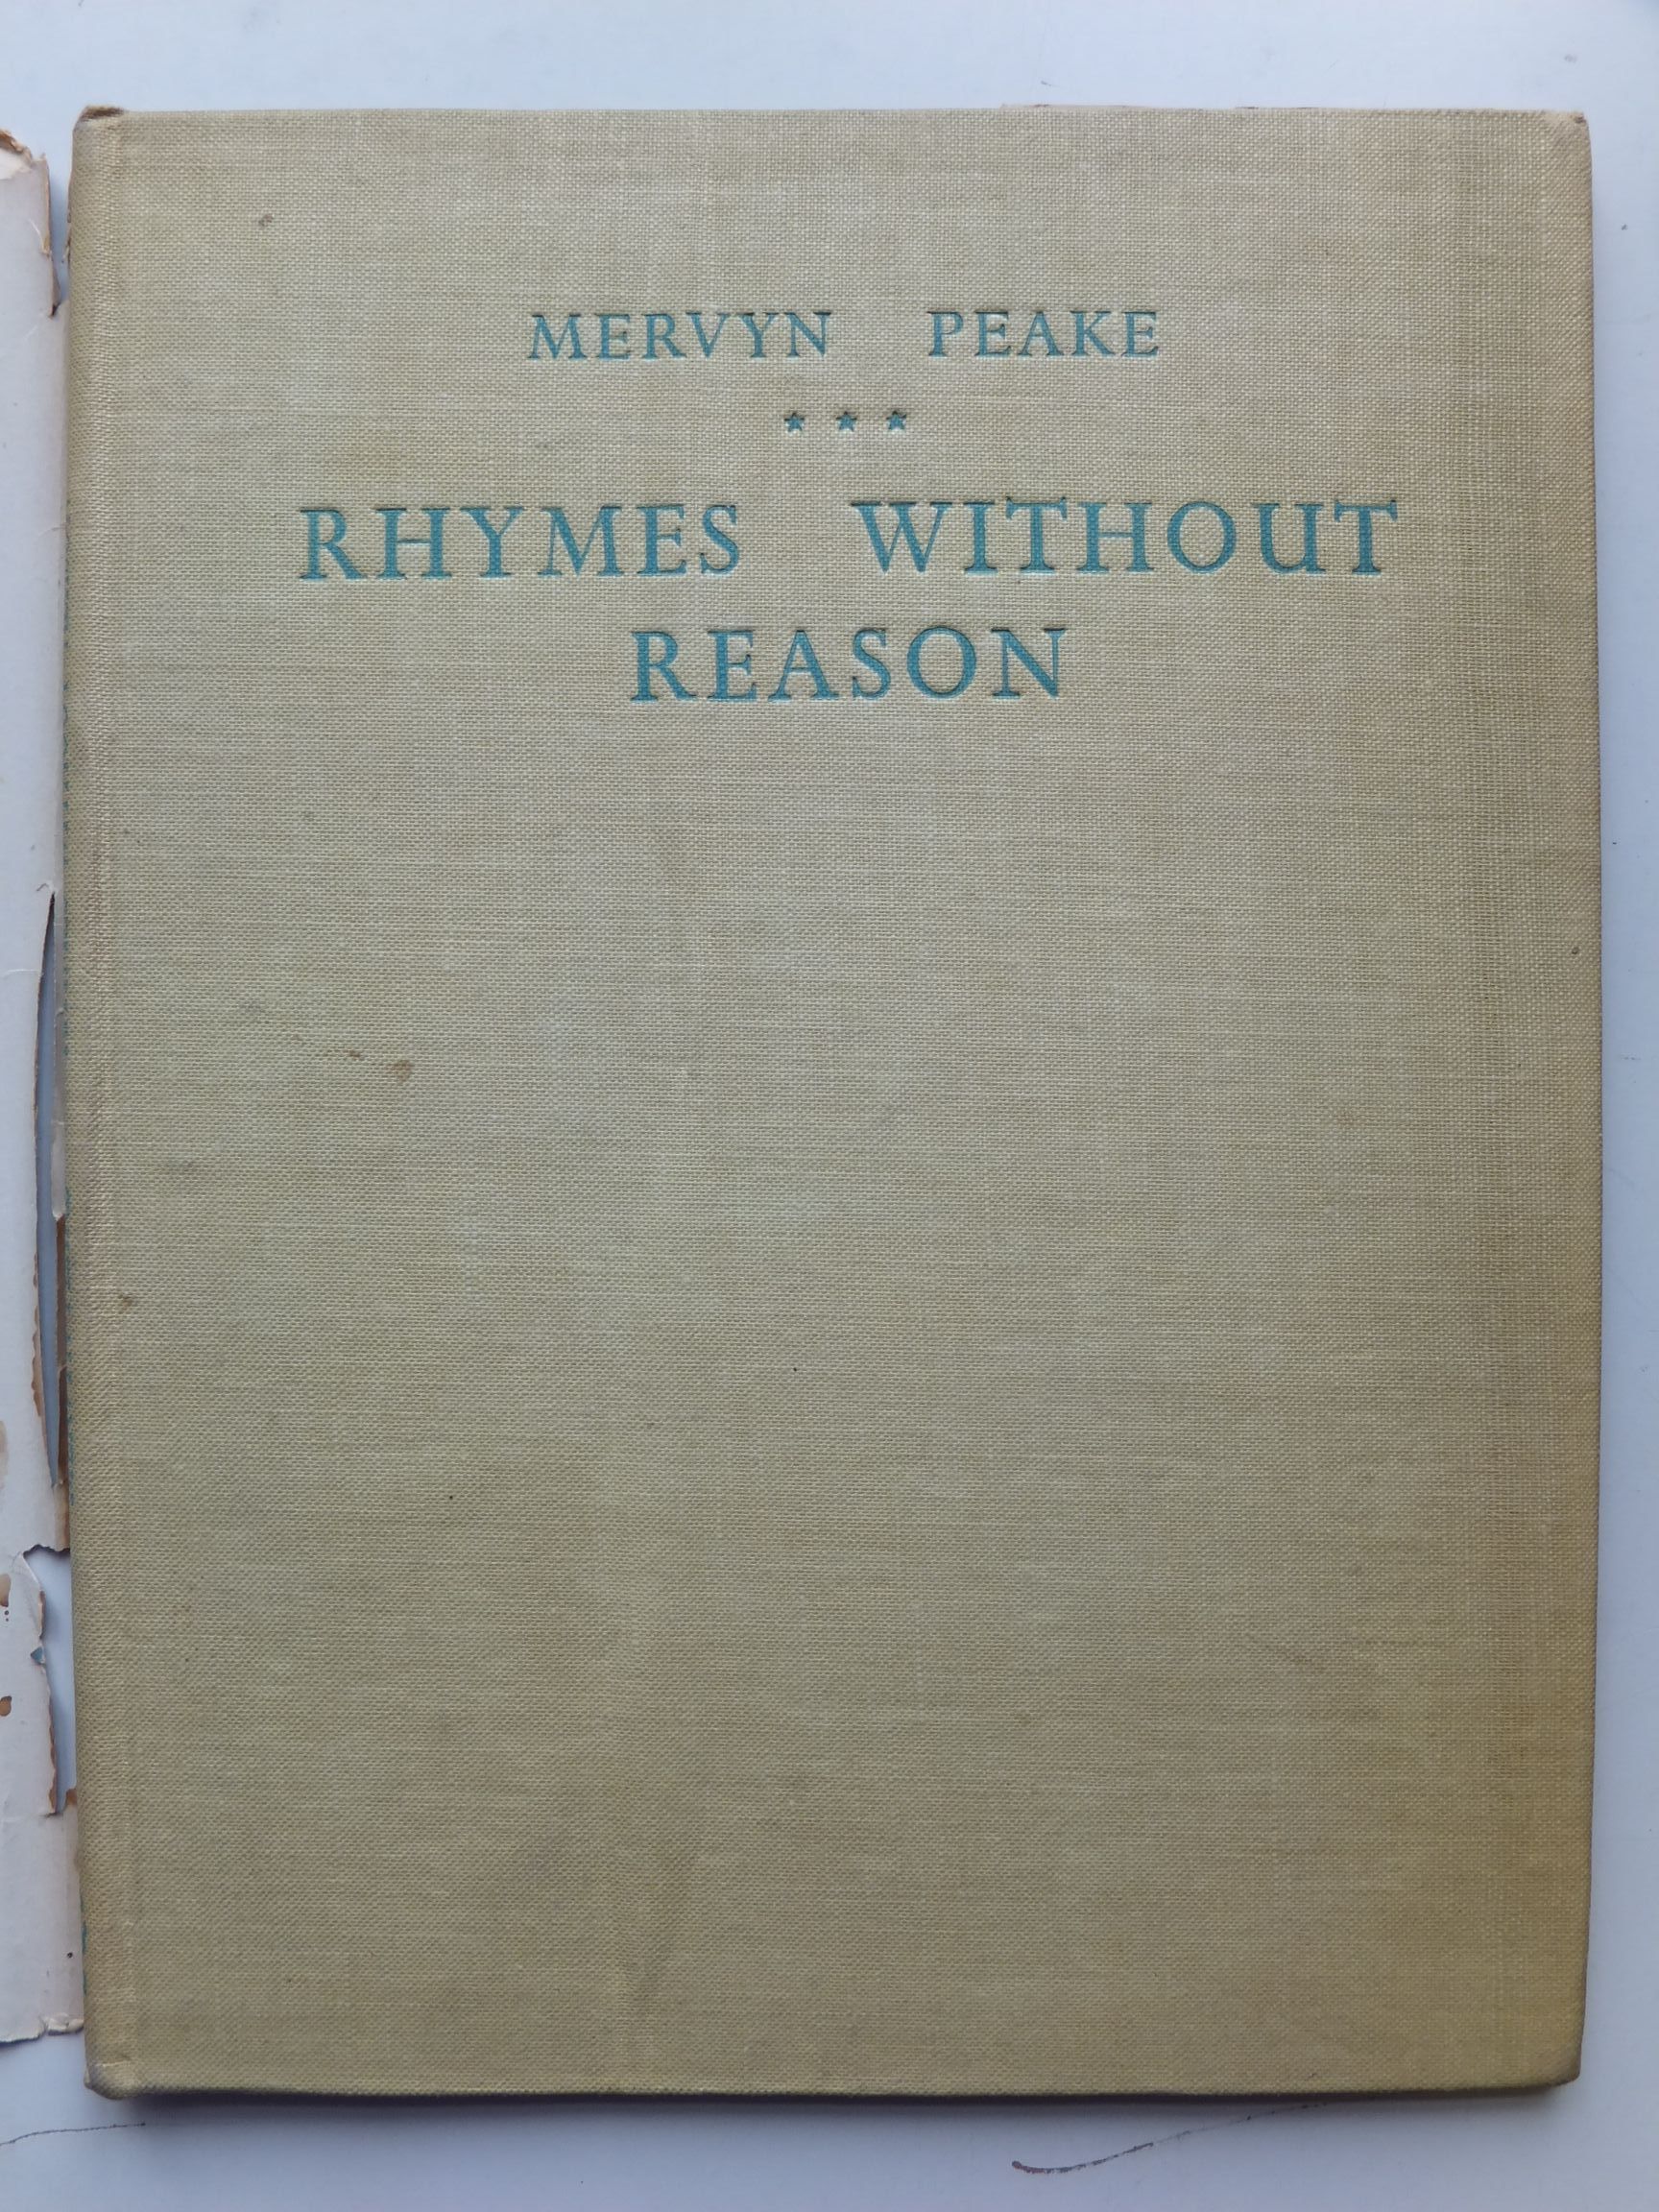 MERVYN PEAKE
★ ★ ★
RHYMES WITHOUT
REASON